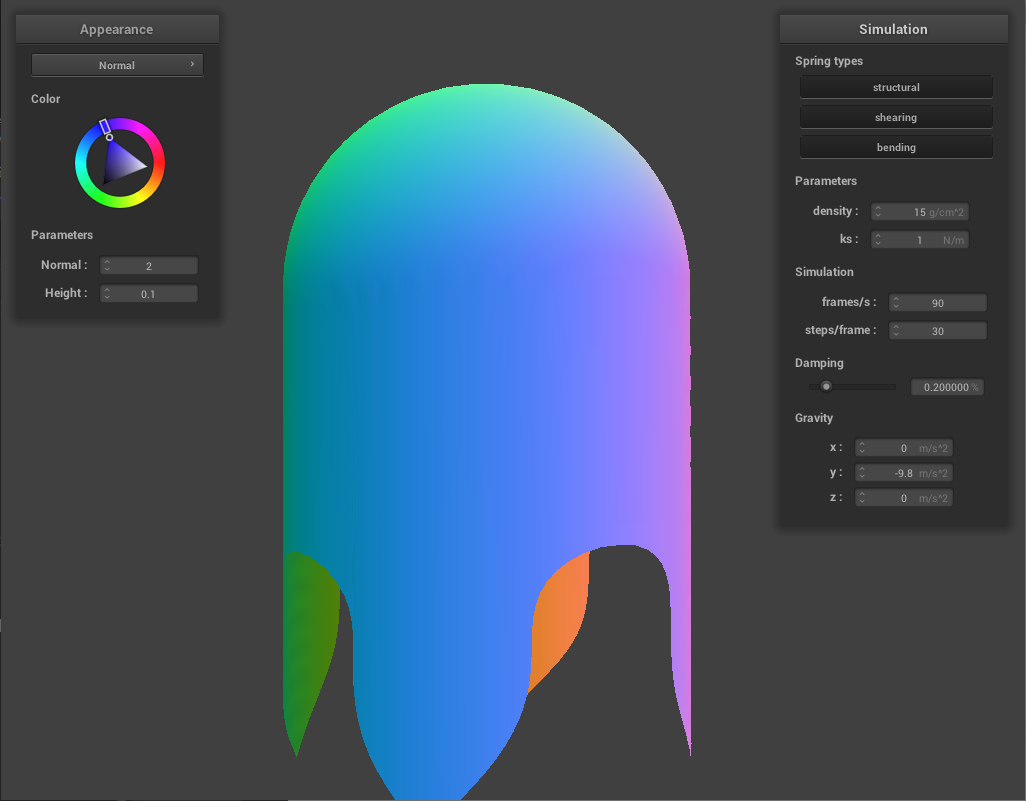 Appearance
Normal ›
Color
Parameters
Normal : 2
Height : 0.1
Simulation
Spring types
structural
shearing
bending
Parameters
density : 15 g/cm^2
ks : 1 N/m
Simulation
frames/s : 90
steps/frame : 30
Damping
0.200000 %
Gravity
x : 0 m/s^2
y : -9.8 m/s^2
z : 0 m/s^2